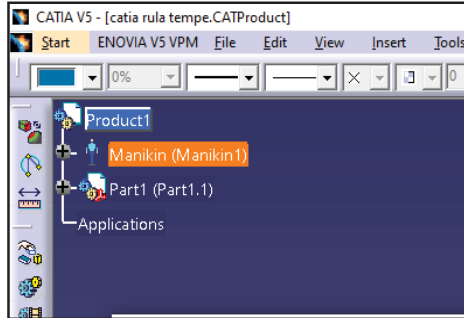 CATIA V5 - [catia rula tempe.CATProduct]
Start ENOVIA V5 VPM File Edit View Insert Tools
0% 0
Product1
Manikin (Manikin1)
Part1 (Part1.1)
Applications